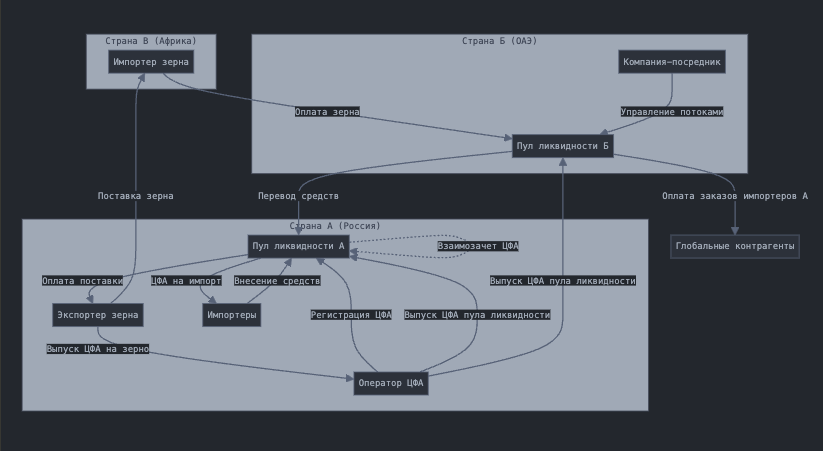 Страна В (Африка)
Страна Б (ОАЭ)
Импортер зерна
Компания-посредник
Оплата зерна
Управление потоками
Пул ликвидности Б
Поставка зерна
Перевод средств
Оплата заказов импортеров А
Страна А (Россия)
Пул ликвидности А
Взаимозачет ЦФА
Глобальные контрагенты
Оплата поставки
ЦФА на импорт
Внесение средств
Выпуск ЦФА пула ликвидности
Экспортер зерна
Импортеры
Регистрация ЦФА
Выпуск ЦФА пула ликвидности
Выпуск ЦФА на зерно
Оператор ЦФА